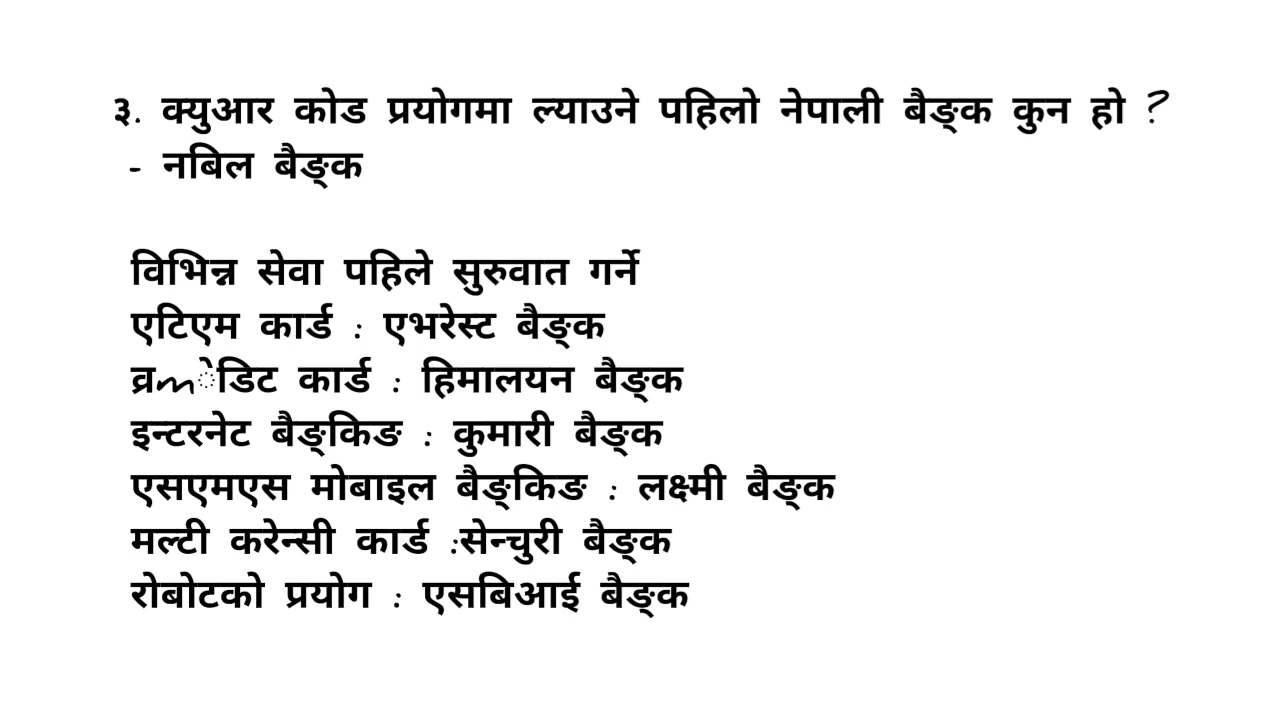 ३. क्युआर कोड प्रयोगमा ल्याउने पहिलो नेपाली बैङ्क कुन हो ?
- नबिल बैङ्क
विभिन्न सेवा पहिले सुरुवात गर्ने
एटिएम कार्ड : एभरेस्ट बैङ्क
कार्ड : हिमालयन बैङ्क
इन्टरनेट बैङ्किङ : कुमारी बैङ्क
एसएमएस मोबाइल बैङ्किङ : लक्ष्मी बैङ्क
मल्टी करेन्सी कार्ड :सेन्चुरी बैङ्क
रोबोटको प्रयोग : एसबिआई बैङ्क